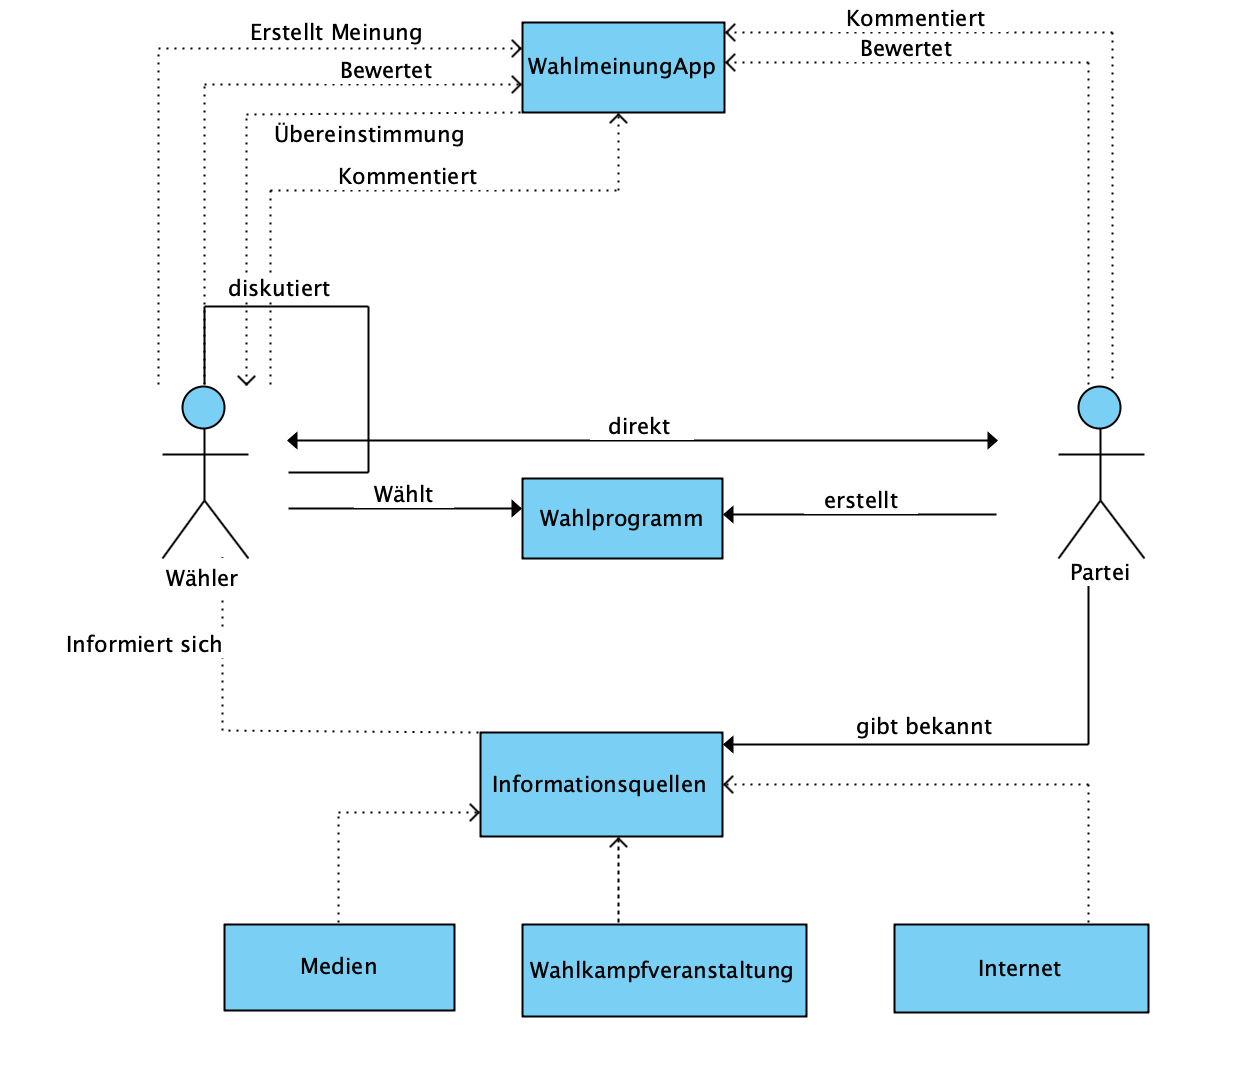 Kommentiert
Erstellt Meinung
Bewertet
WahlmeinungApp
Bewertet
Übereinstimmung
Kommentiert
diskutiert
direkt
Wählt
erstellt
Wahlprogramm
Wähler
Partei
Informiert sich
gibt bekannt
Informationsquellen
Medien
Wahlkampfveranstaltung
Internet